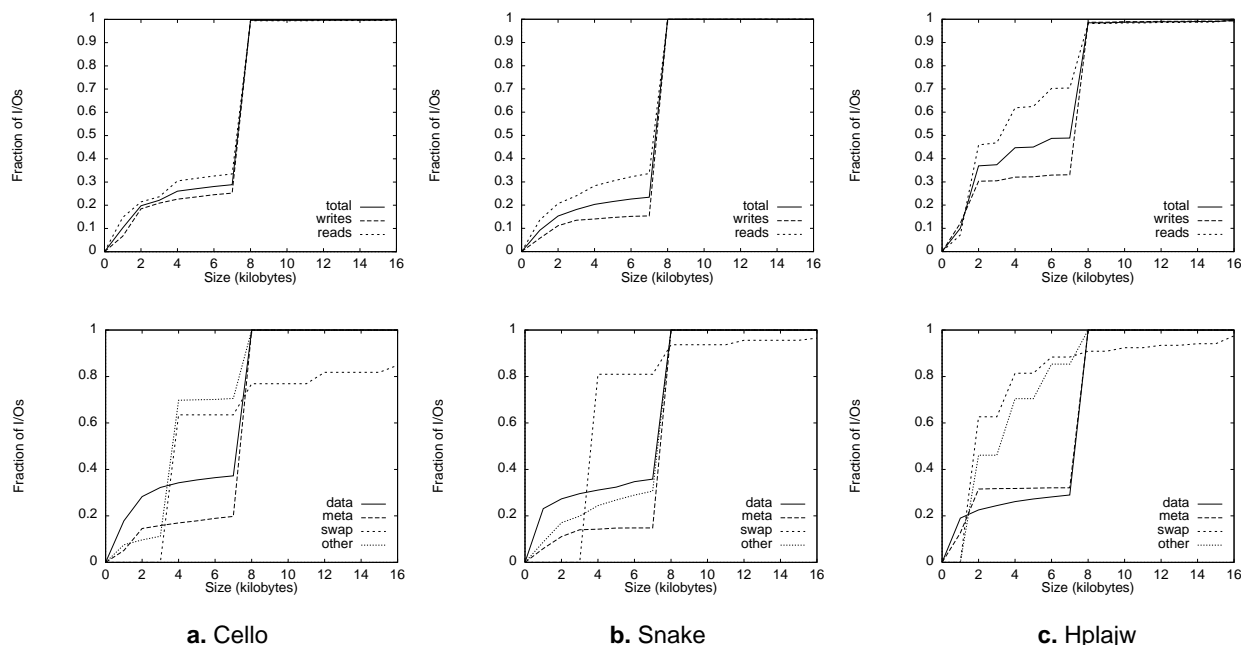 1
0.9
0.8
0.7
0.6
0.5
0.4
0.3
0.2
0.1
0
Fraction of I/Os
total
writes
reads
0 2 4 6 8 10 12 14 16
Size (kilobytes)
1
0.9
0.8
0.7
0.6
0.5
0.4
0.3
0.2
0.1
0
Fraction of I/Os
total
writes
reads
0 2 4 6 8 10 12 14 16
Size (kilobytes)
1
0.9
0.8
0.7
0.6
0.5
0.4
0.3
0.2
0.1
0
Fraction of I/Os
total
writes
reads
0 2 4 6 8 10 12 14 16
Size (kilobytes)
1
0.8
0.6
0.4
0.2
0
Fraction of I/Os
data
meta
swap
other
0 2 4 6 8 10 12 14 16
Size (kilobytes)
1
0.8
0.6
0.4
0.2
0
Fraction of I/Os
data
meta
swap
other
0 2 4 6 8 10 12 14 16
Size (kilobytes)
1
0.8
0.6
0.4
0.2
0
Fraction of I/Os
data
meta
swap
other
0 2 4 6 8 10 12 14 16
Size (kilobytes)
a. Cello
b. Snake
c. Hplajw